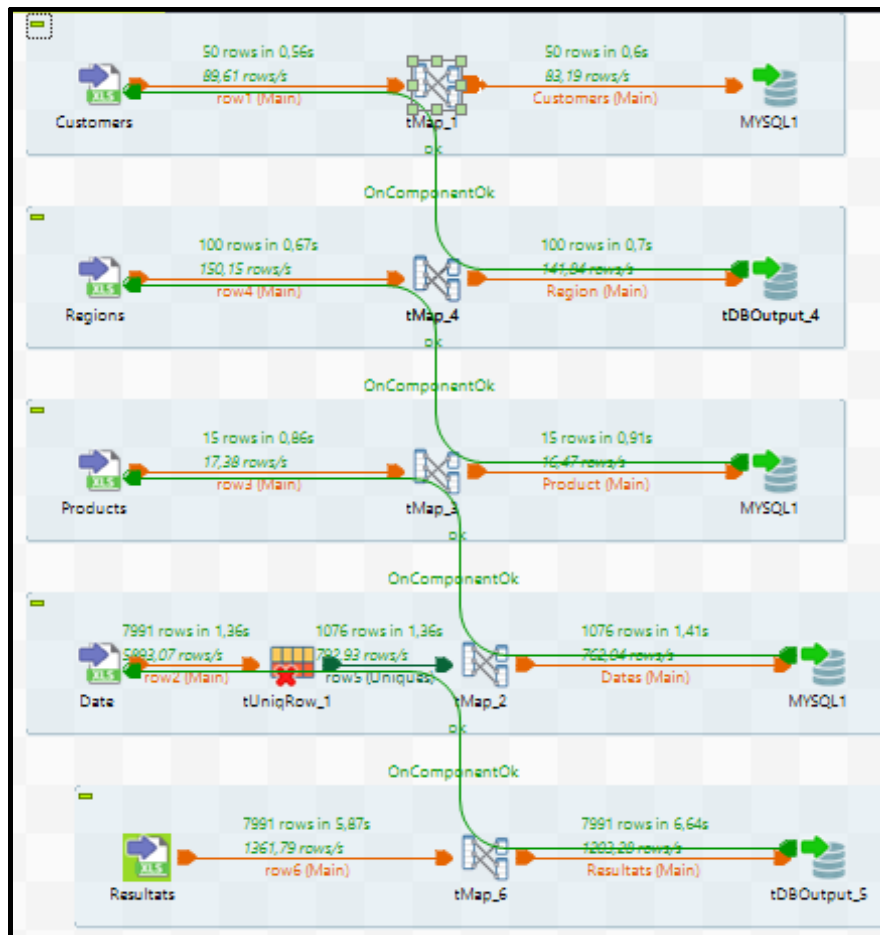 50 rows in 0,56s
89,61 rows/s
row1 (Main)
50 rows in 0,6s
83,19 rows/s
Customers (Main)
XLS
Customers
tMap_1
MYSQL1
ok
OnComponentOk
100 rows in 0,67s
150,15 rows/s
row4 (Main)
100 rows in 0,7s
141,84 rows/s
Region (Main)
XLS
Regions
tMap_4
tDBOutput_4
ok
OnComponentOk
15 rows in 0,86s
17,38 rows/s
row3 (Main)
15 rows in 0,91s
16,47 rows/s
Product (Main)
XLS
Products
tMap_3
MYSQL1
ok
OnComponentOk
7991 rows in 1,36s
5893,07 rows/s
row2 (Main)
1076 rows in 1,36s
792,93 rows/s
row5 (Uniques)
1076 rows in 1,41s
762,04 rows/s
Dates (Main)
XLS
Date
tUniqRow_1
tMap_2
MYSQL1
ok
OnComponentOk
7991 rows in 5,87s
1361,79 rows/s
row6 (Main)
7991 rows in 6,64s
1203,28 rows/s
Resultats (Main)
XLS
Resultats
tMap_6
tDBOutput_5